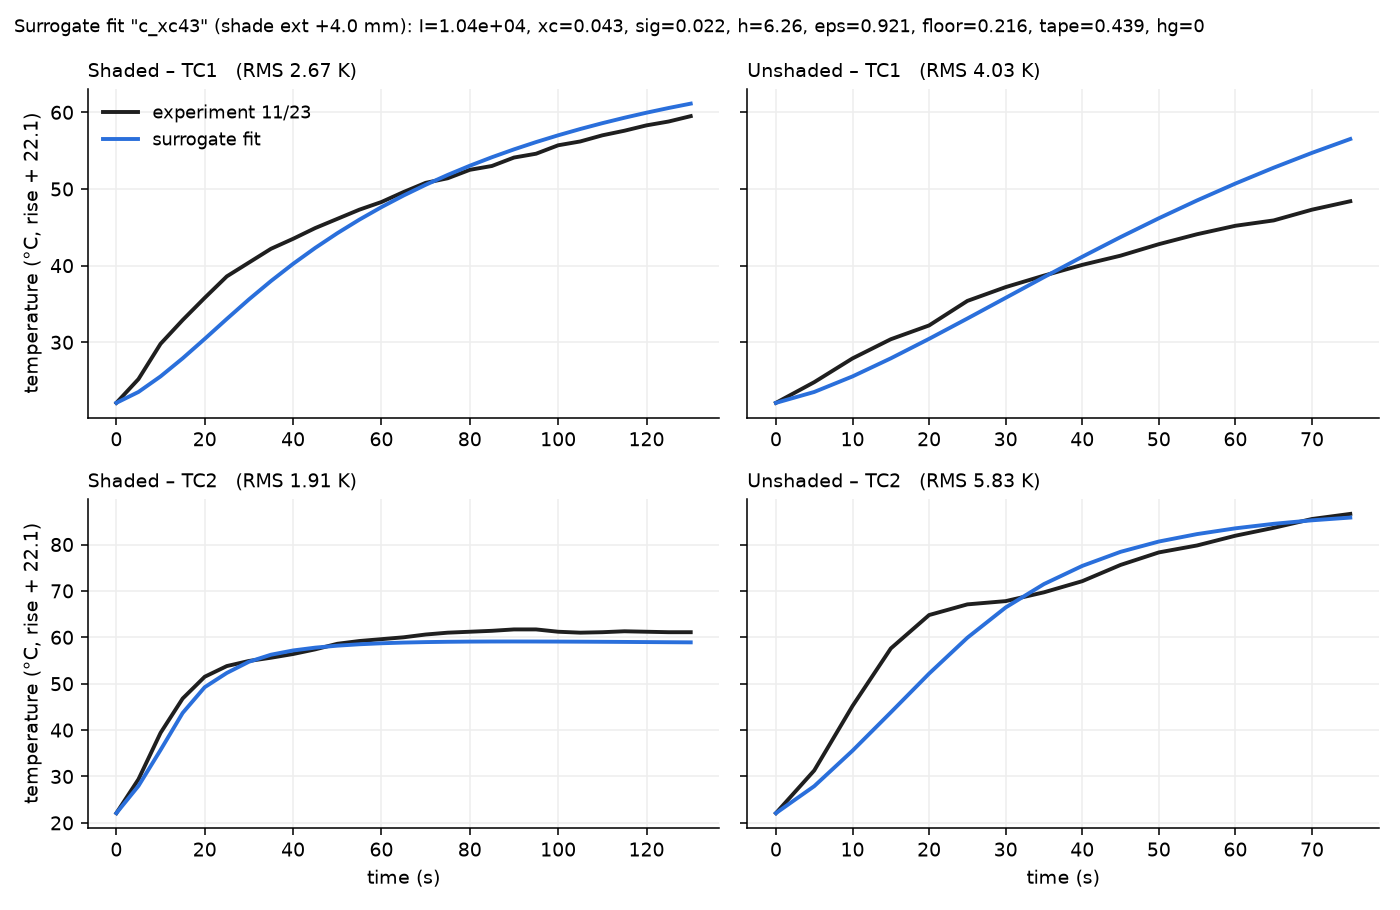 Surrogate fit "c_xc43" (shade ext +4.0 mm): I=1.04e+04, xc=0.043, sig=0.022, h=6.26, eps=0.921, floor=0.216, tape=0.439, hg=0
Shaded – TC1   (RMS 2.67 K)
temperature (°C, rise + 22.1)
60
50
40
30
experiment 11/23
surrogate fit
0 20 40 60 80 100 120
Unshaded – TC1   (RMS 4.03 K)
0 10 20 30 40 50 60 70
Shaded – TC2   (RMS 1.91 K)
temperature (°C, rise + 22.1)
80
70
60
50
40
30
20
0 20 40 60 80 100 120
time (s)
Unshaded – TC2   (RMS 5.83 K)
0 10 20 30 40 50 60 70
time (s)